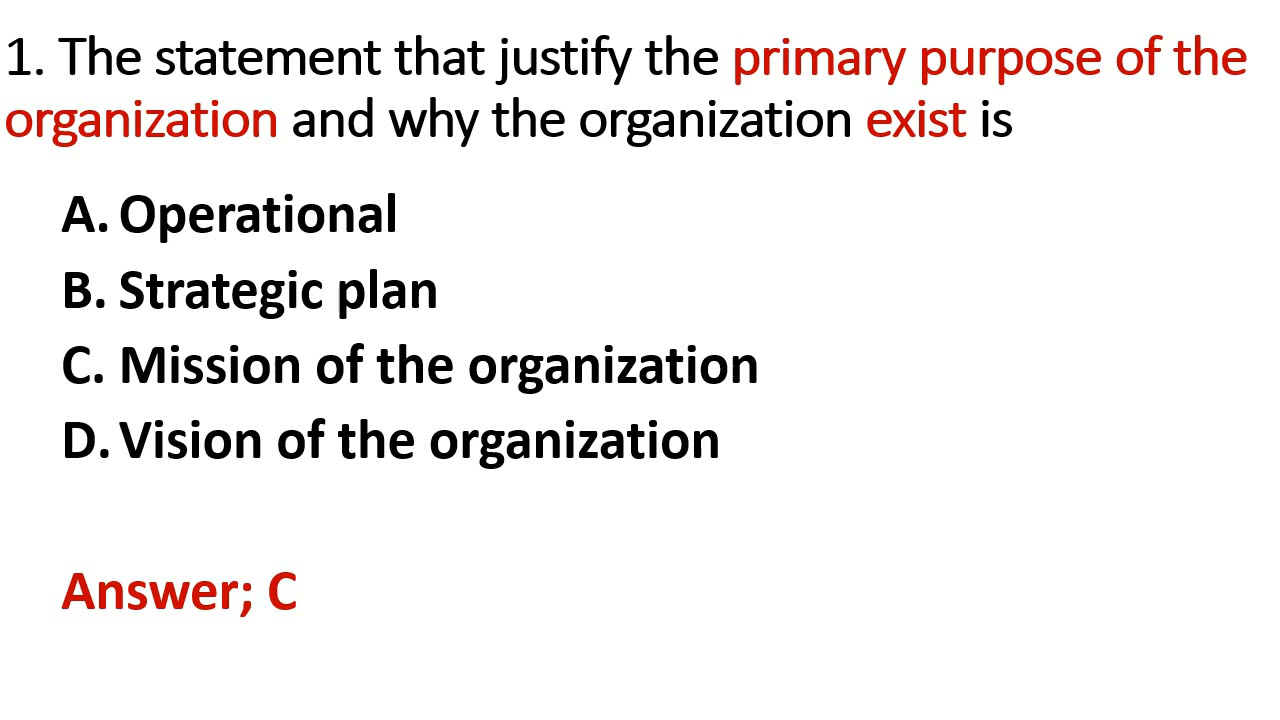 1. The statement that justify the primary purpose of the
organization and why the organization exist is
A. Operational
B. Strategic plan
C. Mission of the organization
D. Vision of the organization
Answer; C